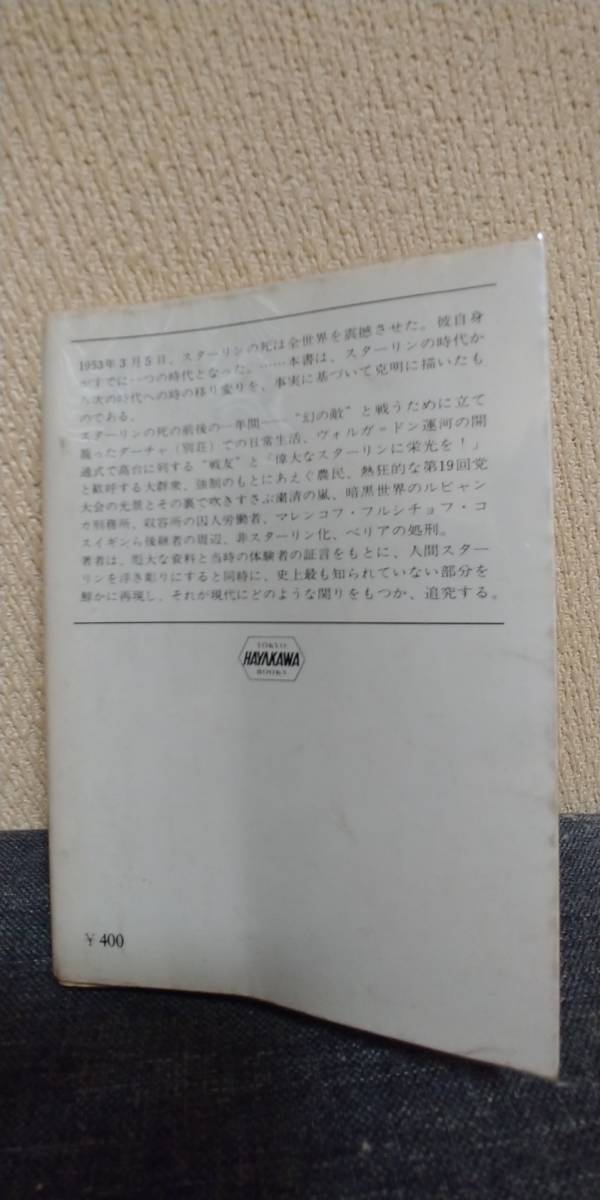 1953年3月5日、スターリンの死は全世界を震撼させた。彼自身
がすでに一つの時代となった。……本書は、スターリンの時代か
ら次の時代への時の移り変りを、事実に基づいて克明に描いたも
のである。
スターリンの死の前後の一年間——“幻の敵”と戦うために立て
籠ったダーチャ（別荘）での日常生活、ヴォルガ＝ドン運河の開
通式で高台に列する“戦友”と「偉大なスターリンに栄光を！」
と歓呼する大群衆、強制のもとにあえぐ農民、熱狂的な第19回党
大会の光景とその裏で吹きすさぶ粛清の嵐、暗黒世界のルビャン
カ刑務所、収容所の囚人労働者、マレンコフ・フルシチョフ・コ
スイギンら後継者の周辺、非スターリン化、ベリアの処刑。
著者は、厖大な資料と当時の体験者の証言をもとに、人間スター
リンを浮き彫りにすると同時に、史上最も知られていない部分を
鮮かに再現し、それが現代にどのような関りをもつか、追究する。
TOKYO
HAYAKAWA
BOOKS
￥400